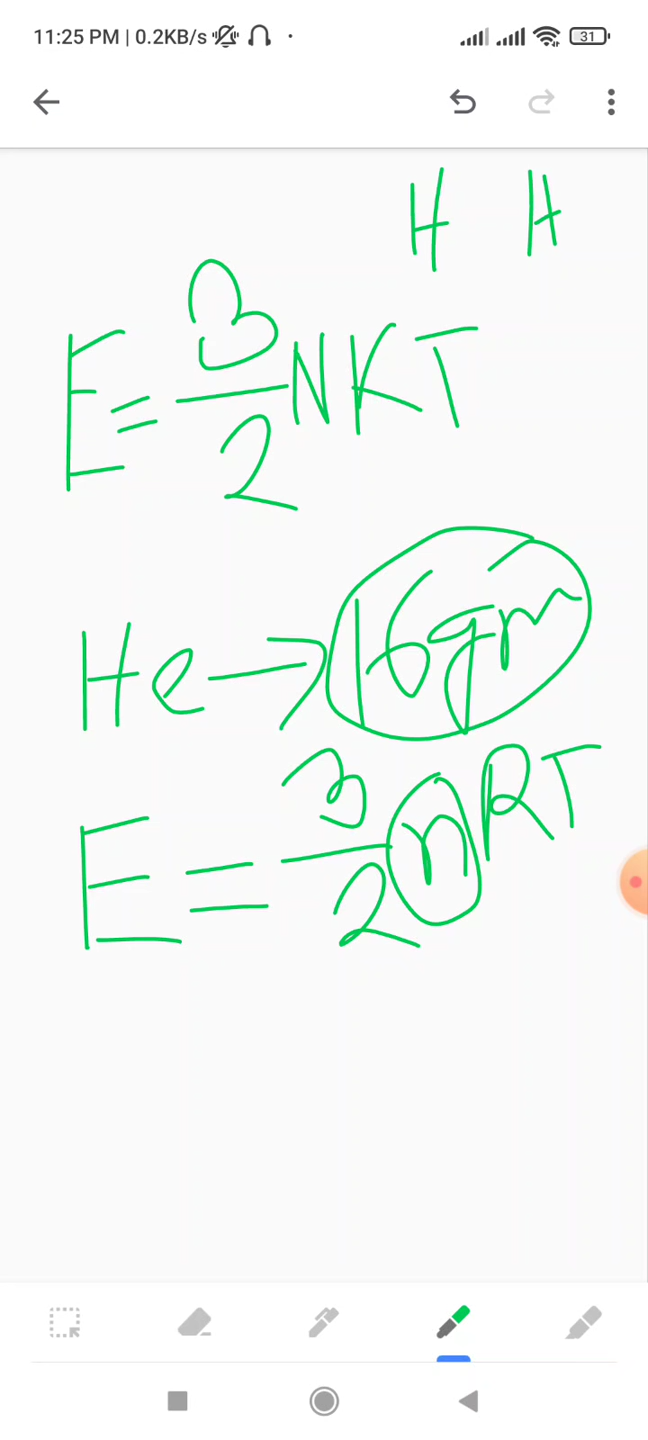 11:25 PM | 0.2KB/s
31
H H
E = 3/2 NKT
He → 16gm
E = 3/2 nRT